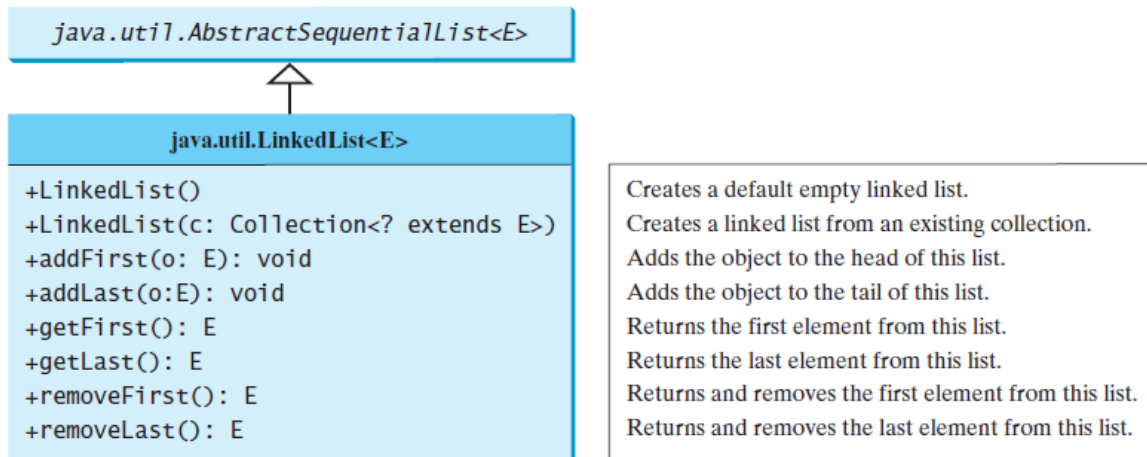 java.util.AbstractSequentialList<E>
java.util.LinkedList<E>
+LinkedList()
+LinkedList(c: Collection<? extends E>)
+addFirst(o: E): void
+addLast(o:E): void
+getFirst(): E
+getLast(): E
+removeFirst(): E
+removeLast(): E
Creates a default empty linked list.
Creates a linked list from an existing collection.
Adds the object to the head of this list.
Adds the object to the tail of this list.
Returns the first element from this list.
Returns the last element from this list.
Returns and removes the first element from this list.
Returns and removes the last element from this list.